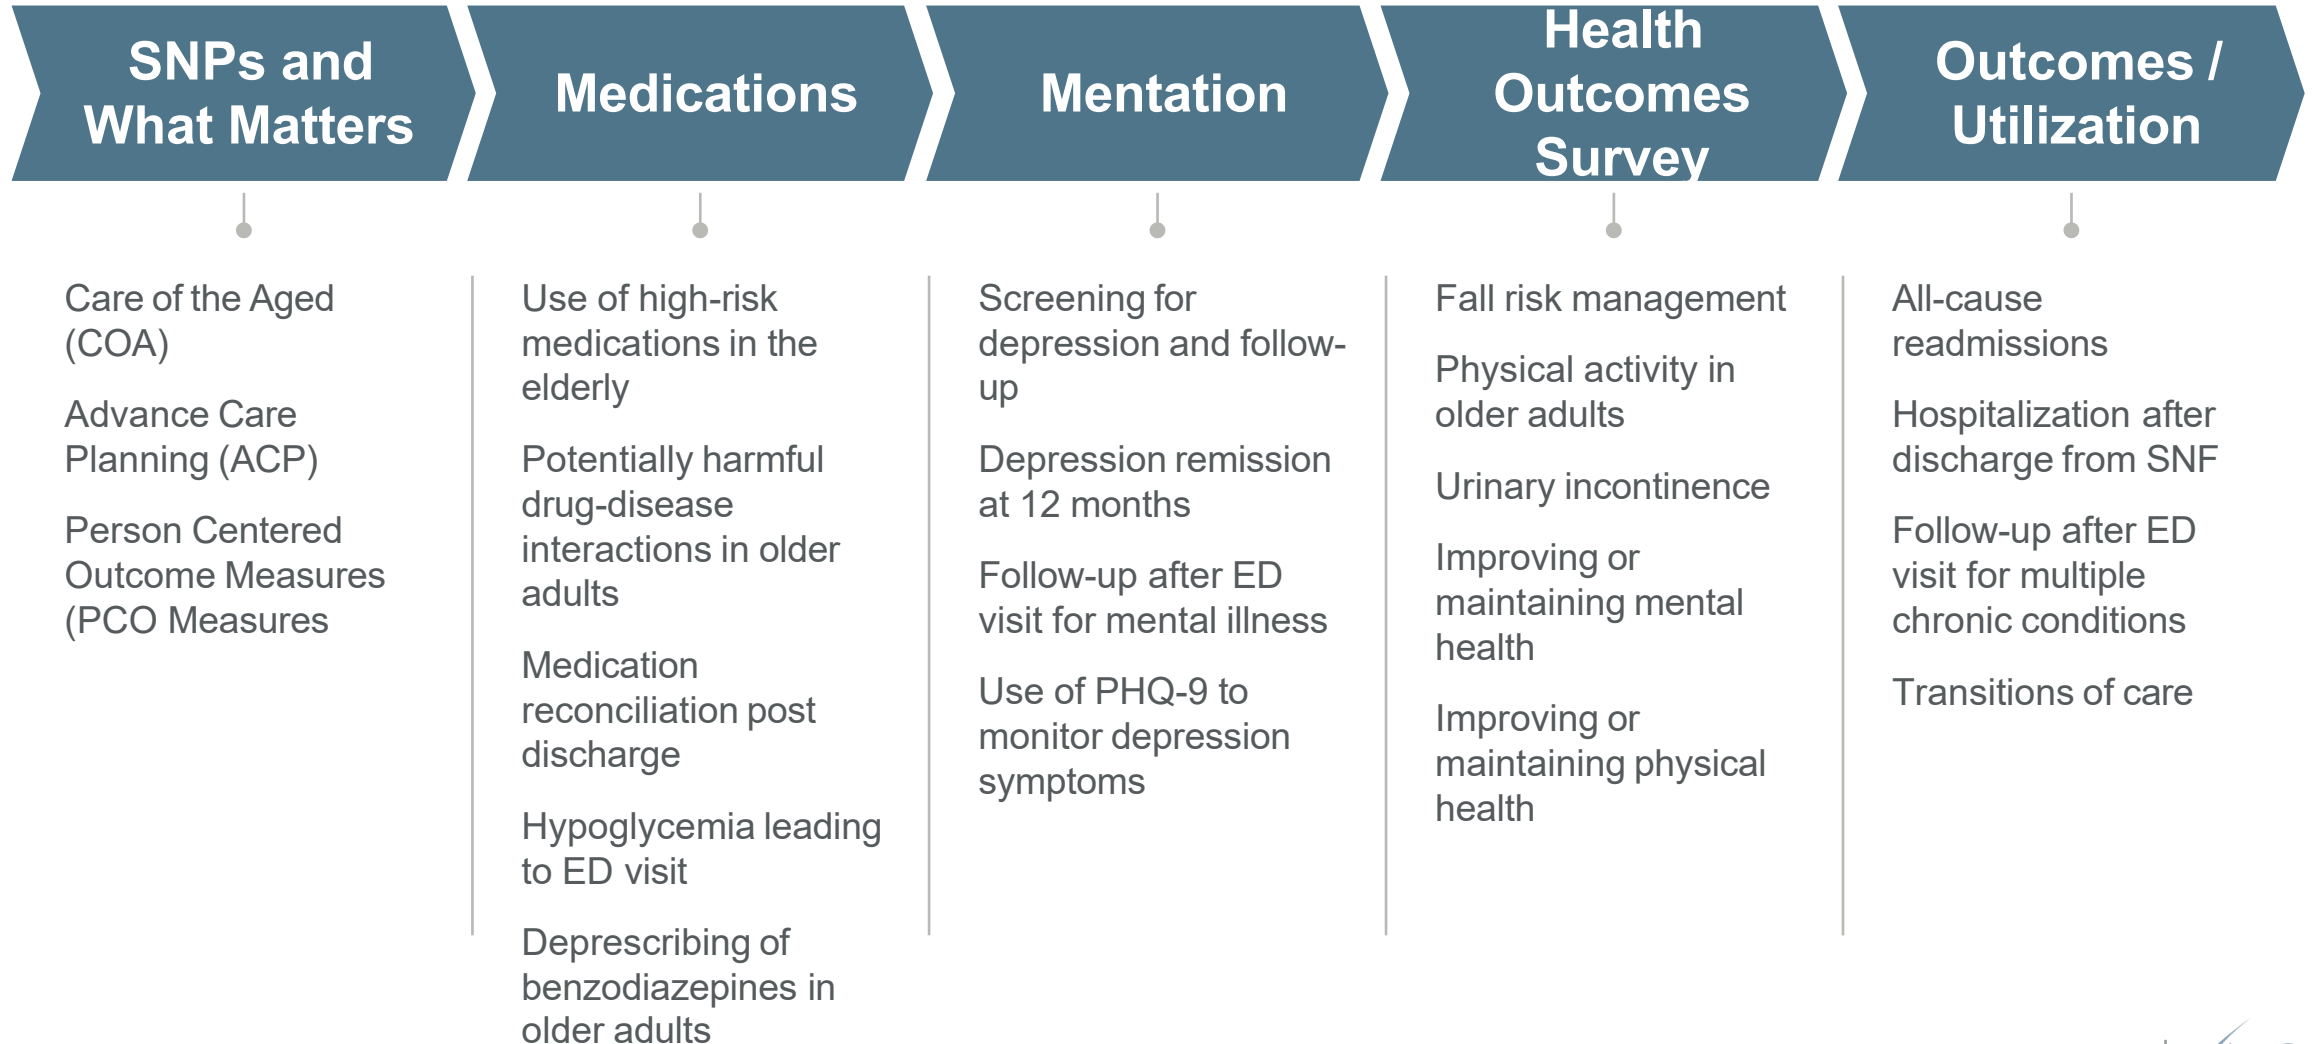 SNPs and
What Matters
Medications
Mentation
Health
Outcomes
Survey
Outcomes /
Utilization
Care of the Aged
(COA)
Advance Care
Planning (ACP)
Person Centered
Outcome Measures
(PCO Measures
Use of high-risk
medications in the
elderly
Potentially harmful
drug-disease
interactions in older
adults
Medication
reconciliation post
discharge
Hypoglycemia leading
to ED visit
Deprescribing of
benzodiazepines in
older adults
Screening for
depression and follow-
up
Depression remission
at 12 months
Follow-up after ED
visit for mental illness
Use of PHQ-9 to
monitor depression
symptoms
Fall risk management
Physical activity in
older adults
Urinary incontinence
Improving or
maintaining mental
health
Improving or
maintaining physical
health
All-cause
readmissions
Hospitalization after
discharge from SNF
Follow-up after ED
visit for multiple
chronic conditions
Transitions of care